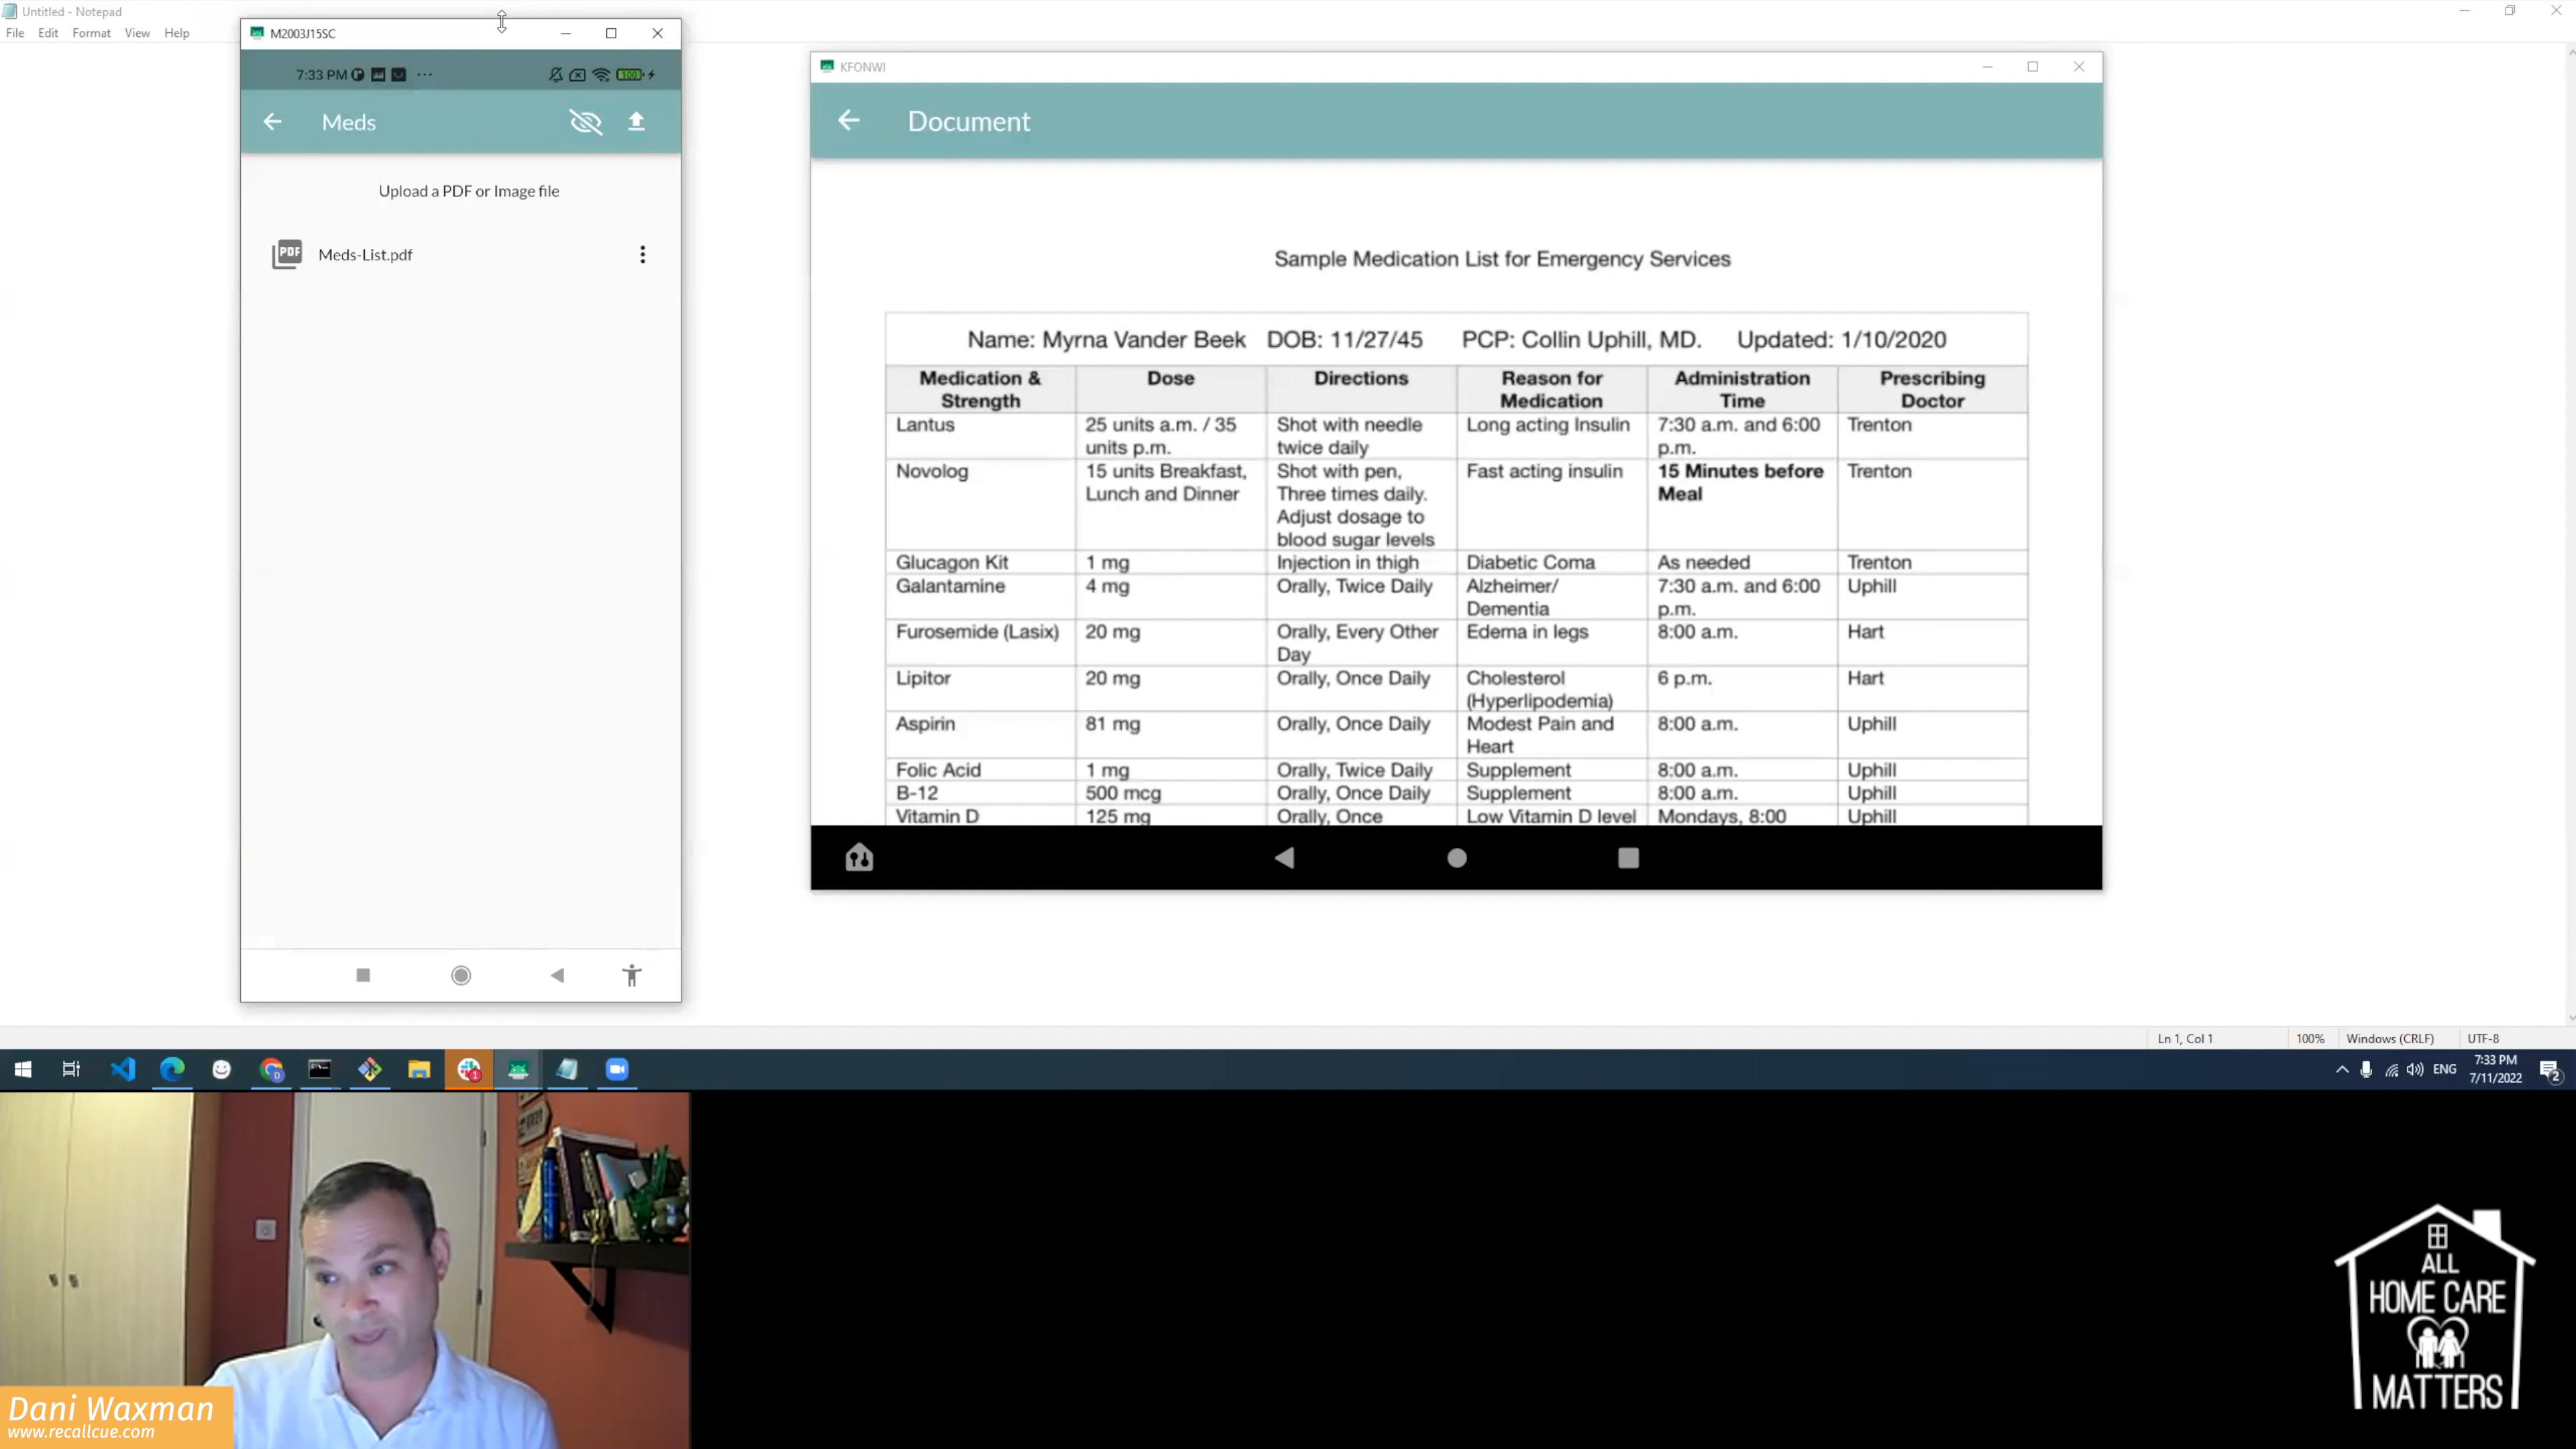 Untitled - Notepad
File Edit Format View Help
M2003J15SC
7:33 PM
100
Meds
Upload a PDF or Image file
PDF Meds-List.pdf
KFONWI
Document
Sample Medication List for Emergency Services
Name: Myrna Vander Beek DOB: 11/27/45 PCP: Collin Uphill, MD. Updated: 1/10/2020
Medication & Strength Dose Directions Reason for Medication Administration Time Prescribing Doctor
Lantus 25 units a.m. / 35 units p.m. Shot with needle twice daily Long acting Insulin 7:30 a.m. and 6:00 p.m. Trenton
Novolog 15 units Breakfast, Lunch and Dinner Shot with pen, Three times daily. Adjust dosage to blood sugar levels Fast acting insulin 15 Minutes before Meal Trenton
Glucagon Kit 1 mg Injection in thigh Diabetic Coma As needed Trenton
Galantamine 4 mg Orally, Twice Daily Alzheimer/ Dementia 7:30 a.m. and 6:00 p.m. Uphill
Furosemide (Lasix) 20 mg Orally, Every Other Day Edema in legs 8:00 a.m. Hart
Lipitor 20 mg Orally, Once Daily Cholesterol (Hyperlipodemia) 6 p.m. Hart
Aspirin 81 mg Orally, Once Daily Modest Pain and Heart 8:00 a.m. Uphill
Folic Acid 1 mg Orally, Twice Daily Supplement 8:00 a.m. Uphill
B-12 500 mcg Orally, Once Daily Supplement 8:00 a.m. Uphill
Vitamin D 125 mg Orally, Once Low Vitamin D level Mondays, 8:00 Uphill
Ln 1, Col 1 100% Windows (CRLF) UTF-8
ENG
7:33 PM
7/11/2022
2
Dani Waxman
www.recallcue.com
ALL
HOME CARE
MATTERS